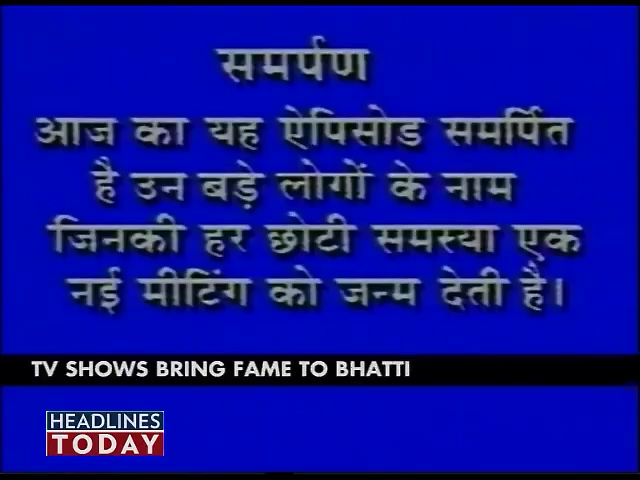 समर्पण
आज का यह ऐपिसोड समर्पित
है उन बड़े लोगों के नाम
जिनकी हर छोटी समस्या एक
नई मीटिंग को जन्म देती हैं।
TV SHOWS BRING FAME TO BHATTI
HEADLINES
TODAY